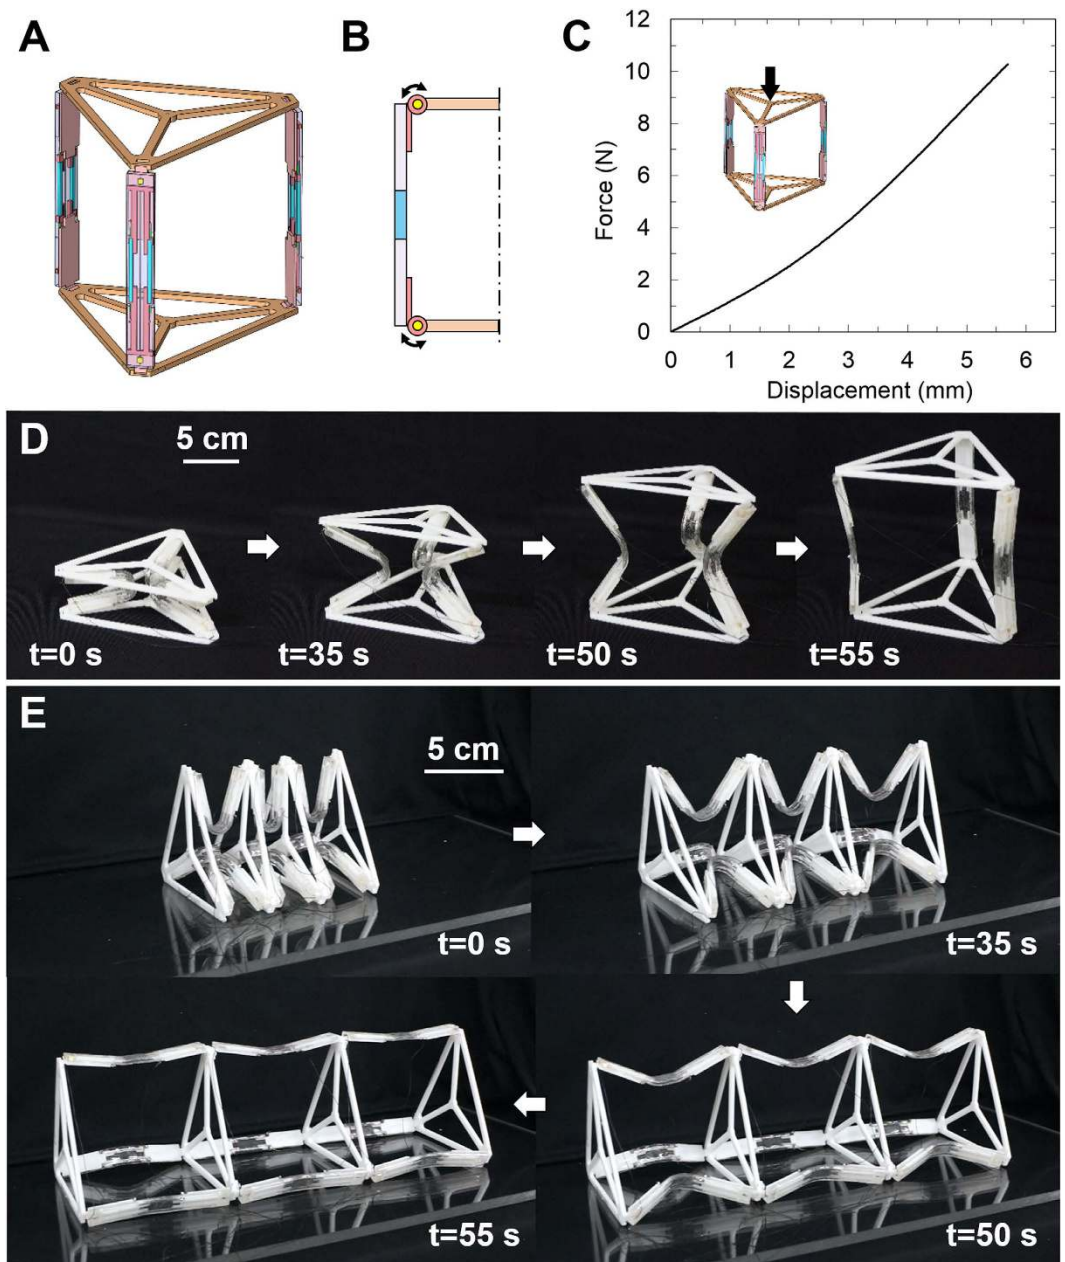 A
B
C
12
10
8
6
4
2
0
Force (N)
0 1 2 3 4 5 6
Displacement (mm)
D
5 cm
t=0 s
t=35 s
t=50 s
t=55 s
E
5 cm
t=0 s
t=35 s
t=55 s
t=50 s